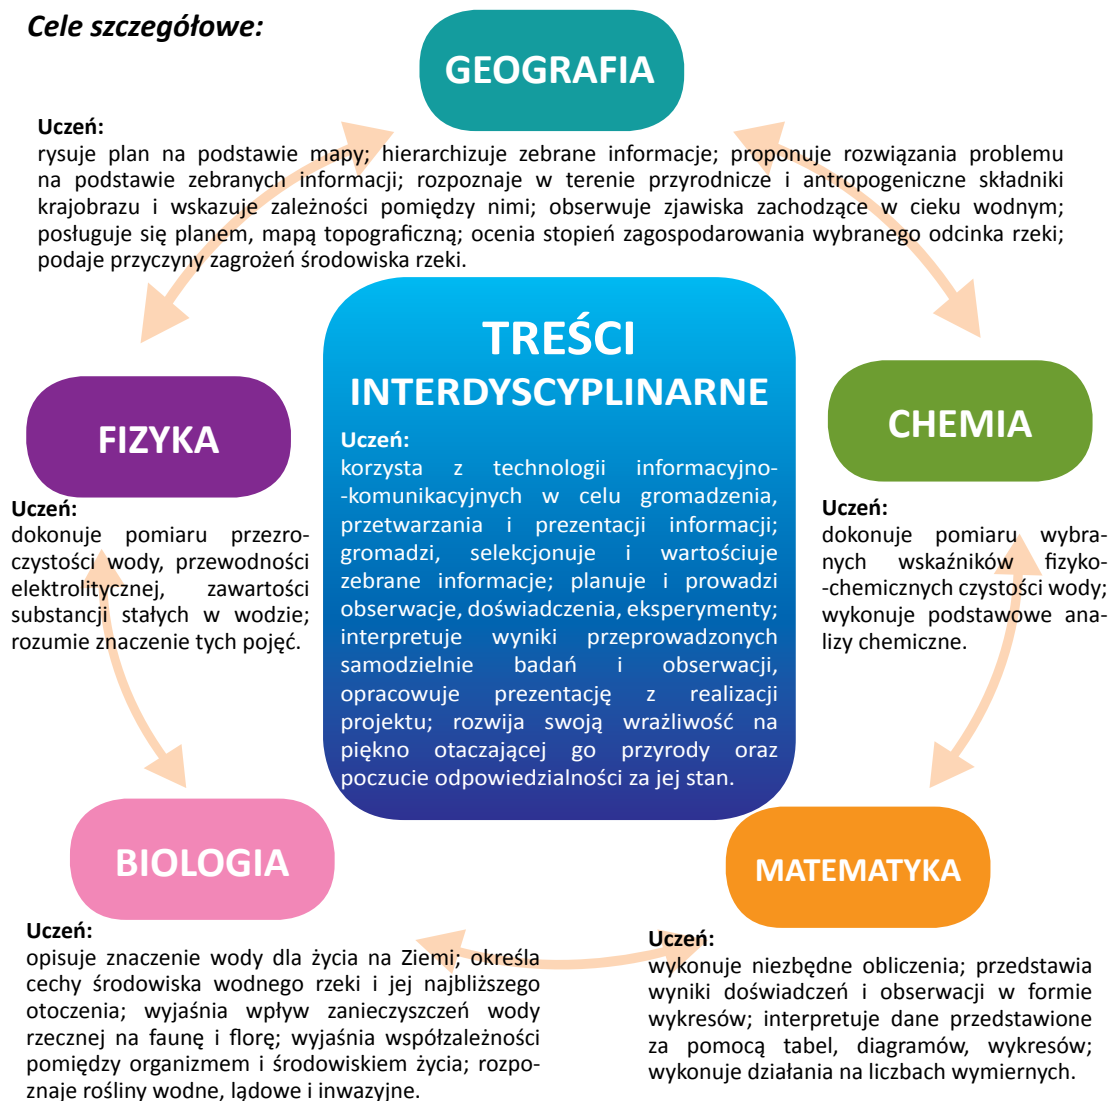 Cele szczegółowe:
GEOGRAFIA
Uczeń:
rysuje plan na podstawie mapy; hierarchizuje zebrane informacje; proponuje rozwiązania problemu
na podstawie zebranych informacji; rozpoznaje w terenie przyrodnicze i antropogeniczne składniki
krajobrazu i wskazuje zależności pomiędzy nimi; obserwuje zjawiska zachodzące w cieku wodnym;
posługuje się planem, mapą topograficzną; ocenia stopień zagospodarowania wybranego odcinka rzeki;
podaje przyczyny zagrożeń środowiska rzeki.
TREŚCI
INTERDYSCYPLINARNE
Uczeń:
korzysta z technologii informacyjno-
-komunikacyjnych w celu gromadzenia,
przetwarzania i prezentacji informacji;
gromadzi, selekcjonuje i wartościuje
zebrane informacje; planuje i prowadzi
obserwacje, doświadczenia, eksperymenty;
interpretuje wyniki przeprowadzonych
samodzielnie badań i obserwacji,
opracowuje prezentację z realizacji
projektu; rozwija swoją wrażliwość na
piękno otaczającej go przyrody oraz
poczucie odpowiedzialności za jej stan.
FIZYKA
Uczeń:
dokonuje pomiaru przezro-
czystości wody, przewodności
elektrolitycznej, zawartości
substancji stałych w wodzie;
rozumie znaczenie tych pojęć.
CHEMIA
Uczeń:
dokonuje pomiaru wybra-
nych wskaźników fizyko-
-chemicznych czystości wody;
wykonuje podstawowe ana-
lizy chemiczne.
BIOLOGIA
Uczeń:
opisuje znaczenie wody dla życia na Ziemi; określa
cechy środowiska wodnego rzeki i jej najbliższego
otoczenia; wyjaśnia wpływ zanieczyszczeń wody
rzecznej na faunę i florę; wyjaśnia współzależności
pomiędzy organizmem i środowiskiem życia; rozpo-
znaje rośliny wodne, lądowe i inwazyjne.
MATEMATYKA
Uczeń:
wykonuje niezbędne obliczenia; przedstawia
wyniki doświadczeń i obserwacji w formie
wykresów; interpretuje dane przedstawione
za pomocą tabel, diagramów, wykresów;
wykonuje działania na liczbach wymiernych.